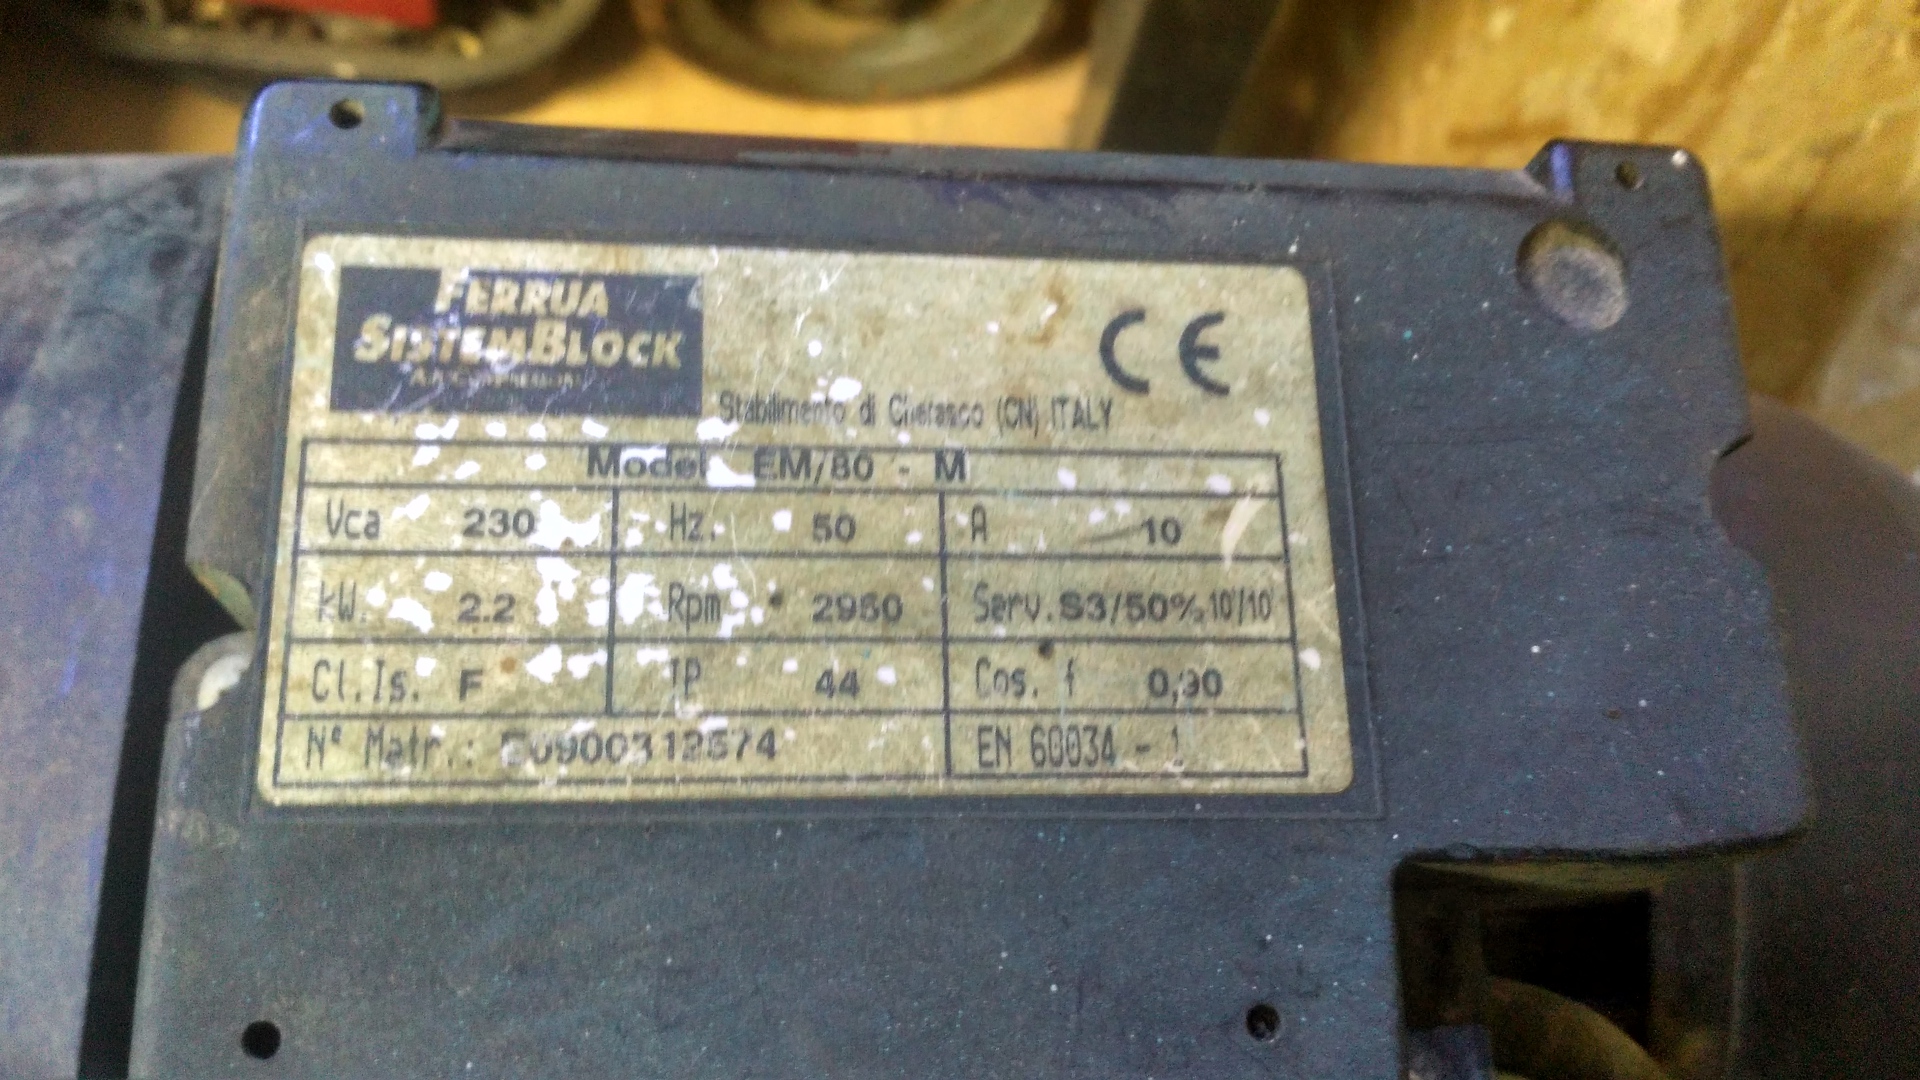 FERRUA
SISTEMBLOCK
Stabilimento di Cherasco (CN) ITALY
CE
Model EM/80 - M
Vca 230 Hz. 50 A 10
kW. 2.2 Rpm 2950 Serv. S3/50% 10'/10'
Cl.Is. F IP 44 Cos. f 0,90
N° Matr.: E0900312574 EN 60034 - 1